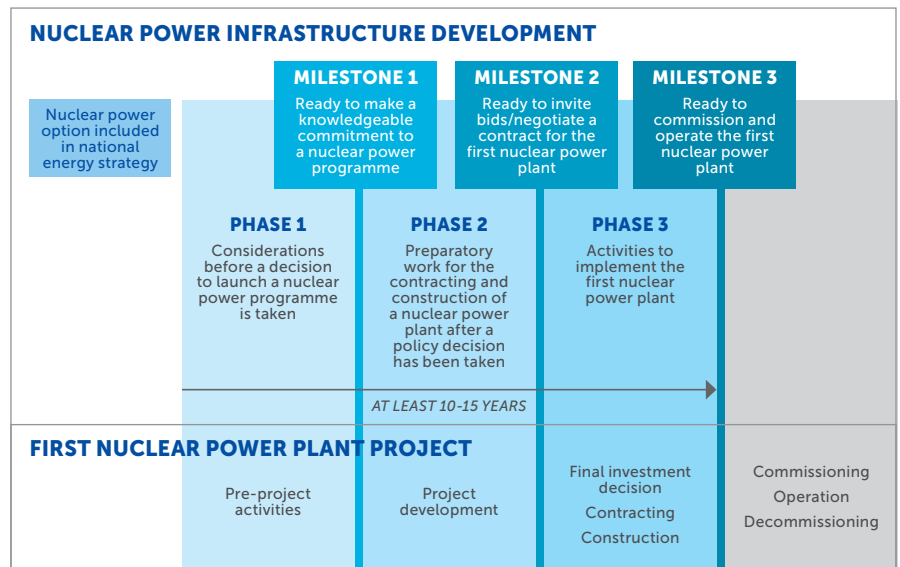 NUCLEAR POWER INFRASTRUCTURE DEVELOPMENT
Nuclear power
option included
in national
energy strategy
MILESTONE 1
Ready to make a
knowledgeable
commitment to
a nuclear power
programme
MILESTONE 2
Ready to invite
bids/negotiate a
contract for the
first nuclear power
plant
MILESTONE 3
Ready to
commission and
operate the first
nuclear power
plant
PHASE 1
Considerations
before a decision
to launch a nuclear
power programme
is taken
PHASE 2
Preparatory
work for the
contracting and
construction of
a nuclear power
plant after a
policy decision
has been taken
PHASE 3
Activities to
implement the
first nuclear
power plant
AT LEAST 10-15 YEARS
FIRST NUCLEAR POWER PLANT PROJECT
Pre-project
activities
Project
development
Final investment
decision
Contracting
Construction
Commissioning
Operation
Decommissioning